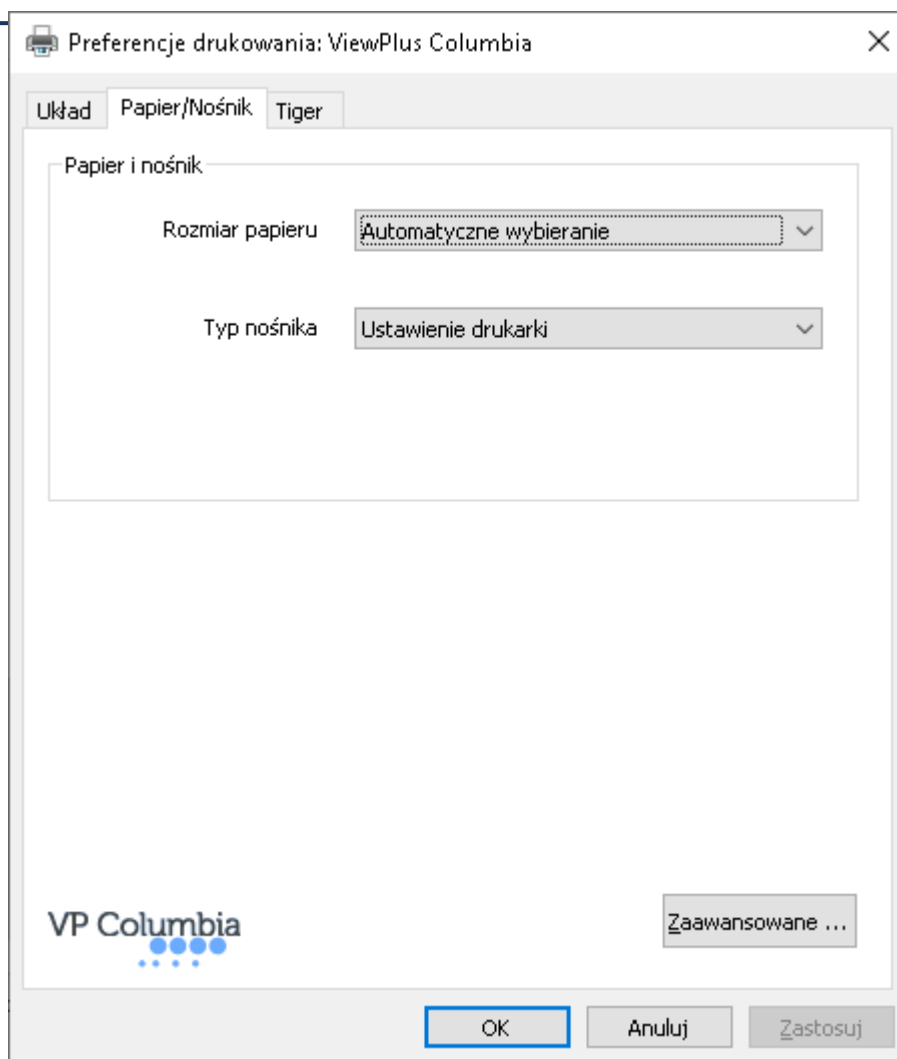 Preferencje drukowania: ViewPlus Columbia
Układ Papier/Nośnik Tiger
Papier i nośnik
Rozmiar papieru Automatyczne wybieranie
Typ nośnika Ustawienie drukarki
VP Columbia
Zaawansowane ...
OK Anuluj Zastosuj